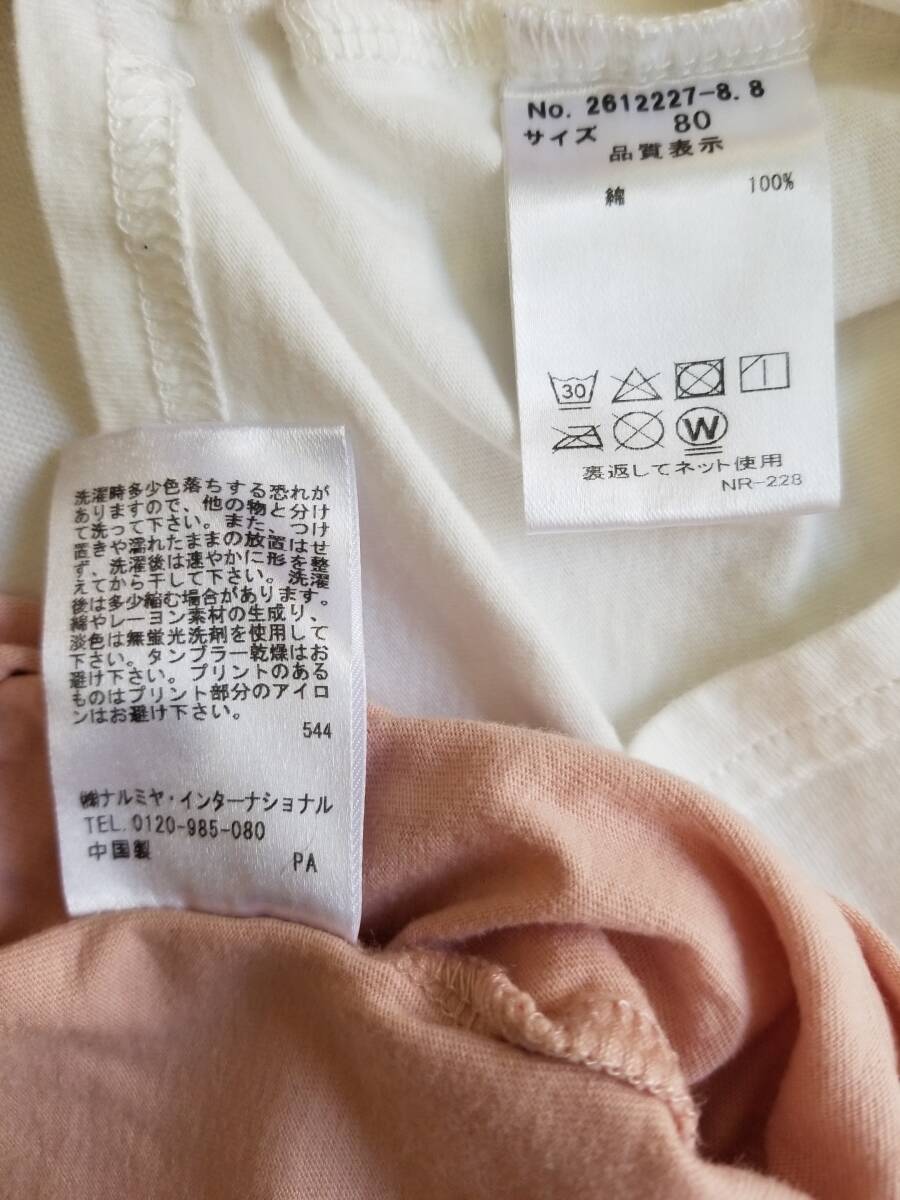 No. 2612227-8.8
サイズ 80
品質表示
綿 100%
30
W
裏返してネット使用
NR-228
洗濯時多少色落ちする恐れが
ありますので、他の物と分け
て洗って下さい。また、つけ
置きや濡れたままの放置はせ
ず、洗濯後は速やかに形を整
えてから干して下さい。洗濯
後は多少縮む場合があります。
綿やレーヨン素材の生成り、
淡色は無蛍光洗剤を使用して
下さい。タンブラー乾燥はお
避け下さい。プリントのある
ものはプリント部分のアイロ
ンはお避け下さい。
544
㈱ナルミヤ・インターナショナル
TEL.0120-985-080
中国製
PA